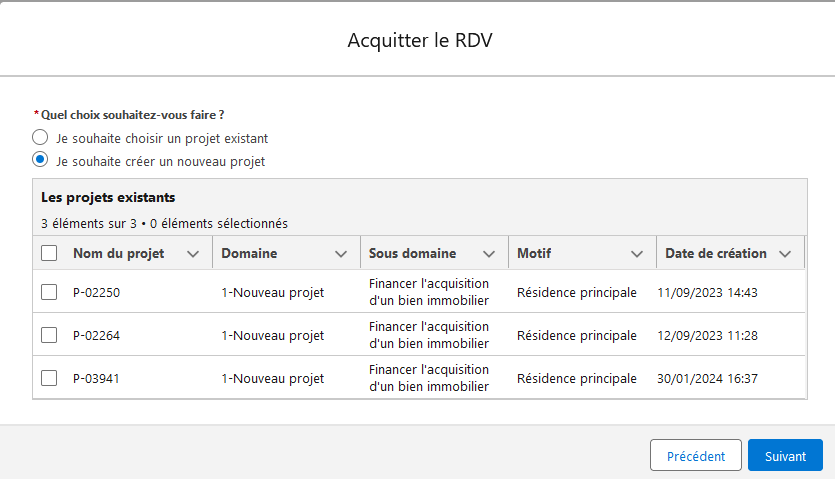 Acquitter le RDV
*Quel choix souhaitez-vous faire ?
Je souhaite choisir un projet existant
Je souhaite créer un nouveau projet
Les projets existants
3 éléments sur 3 • 0 éléments sélectionnés
Nom du projet Domaine Sous domaine Motif Date de création
P-02250 1-Nouveau projet Financer l'acquisition d'un bien immobilier Résidence principale 11/09/2023 14:43
P-02264 1-Nouveau projet Financer l'acquisition d'un bien immobilier Résidence principale 12/09/2023 11:28
P-03941 1-Nouveau projet Financer l'acquisition d'un bien immobilier Résidence principale 30/01/2024 16:37
Précédent Suivant